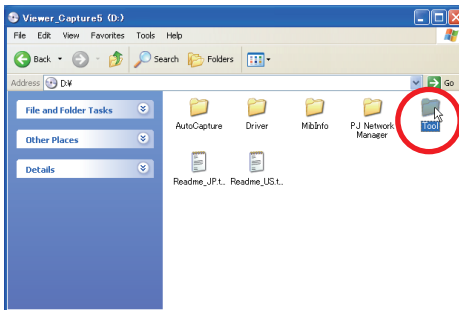 Viewer_Capture5 (D:)
File Edit View Favorites Tools Help
Back Search Folders
Address D:¥ Go
File and Folder Tasks
Other Places
Details
AutoCapture Driver MibInfo PJ Network Manager Tool
Readme_JP.t... Readme_US.t...